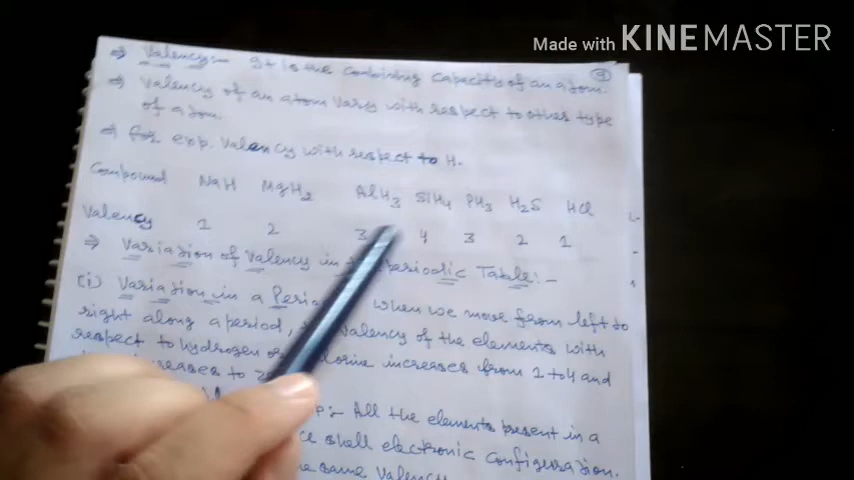 Made with KINEMASTER
9
⇒ Valency:- It is the combining capacity of an atom.
⇒ Valency of an atom vary with respect to other type
of atom.
⇒ for exp. Valency with respect to H.
Compound NaH MgH2 AlH3 SiH4 PH3 H2S HCl
Valency 1 2 3 4 3 2 1
⇒ Variation of Valency in Periodic Table:-
(i) Variation in a Period When we move from left to
right along a period, Valency of the elements with
respect to hydrogen or increases from 1 to 4 and
to
:- All the elements present in a
shell electronic configuration.
same Valency